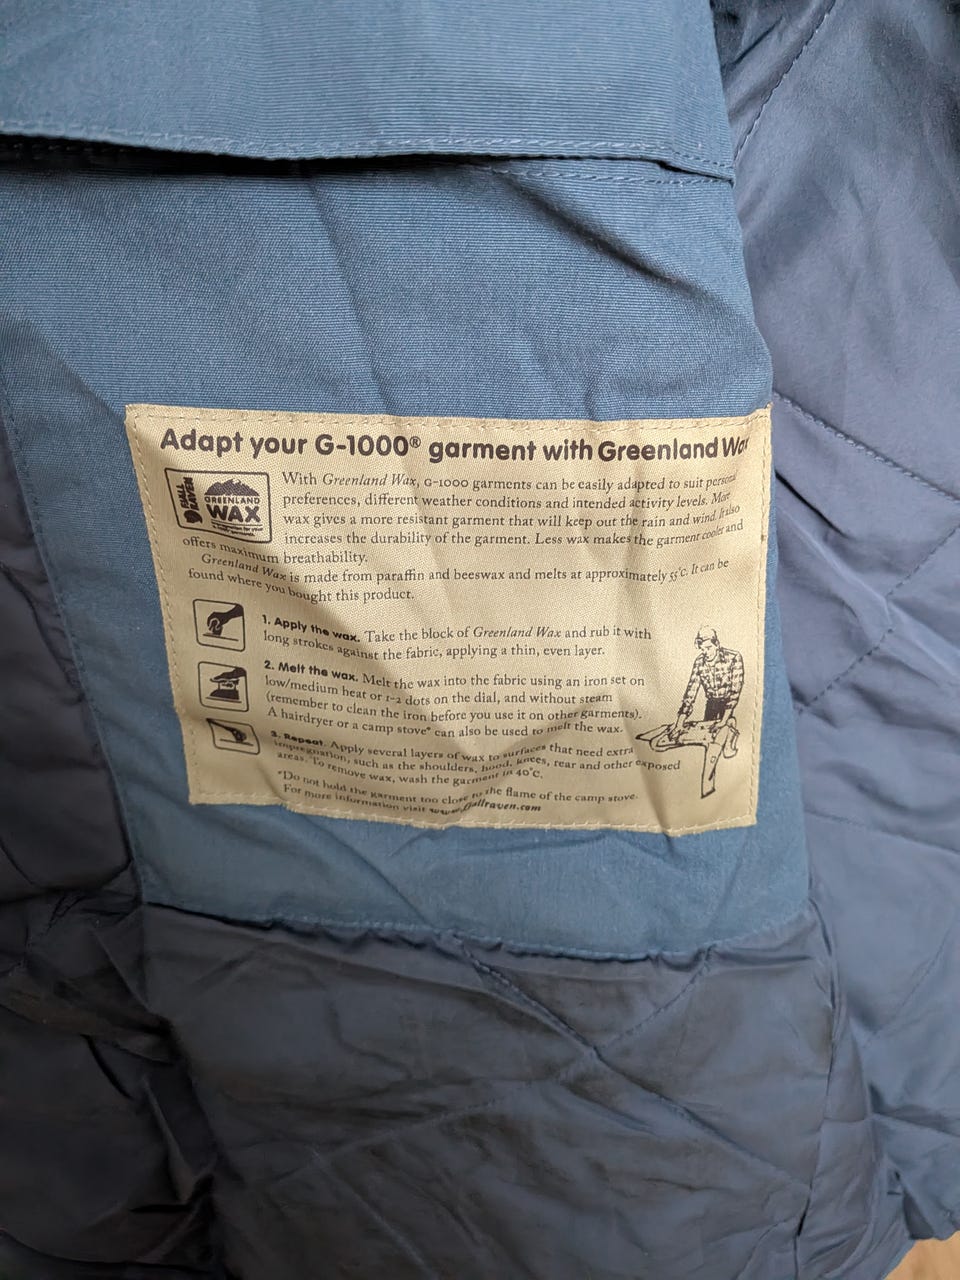 Adapt your G-1000® garment with Greenland Wax
FJÄLL
RÄVEN
GREENLAND
WAX
With Greenland Wax, G-1000 garments can be easily adapted to suit personal
preferences, different weather conditions and intended activity levels. More
wax gives a more resistant garment that will keep out the rain and wind. It also
increases the durability of the garment. Less wax makes the garment cooler and
offers maximum breathability.
Greenland Wax is made from paraffin and beeswax and melts at approximately 55°C. It can be
found where you bought this product.
1. Apply the wax. Take the block of Greenland Wax and rub it with
long strokes against the fabric, applying a thin, even layer.
2. Melt the wax. Melt the wax into the fabric using an iron set on
low/medium heat or 1-2 dots on the dial, and without steam
(remember to clean the iron before you use it on other garments).
A hairdryer or a camp stove* can also be used to melt the wax.
3. Repeat. Apply several layers of wax to surfaces that need extra
impregnation, such as the shoulders, hood, knees, rear and other exposed
areas. To remove wax, wash the garment in 40°C.
*Do not hold the garment too close to the flame of the camp stove.
For more information visit www.fjallraven.com